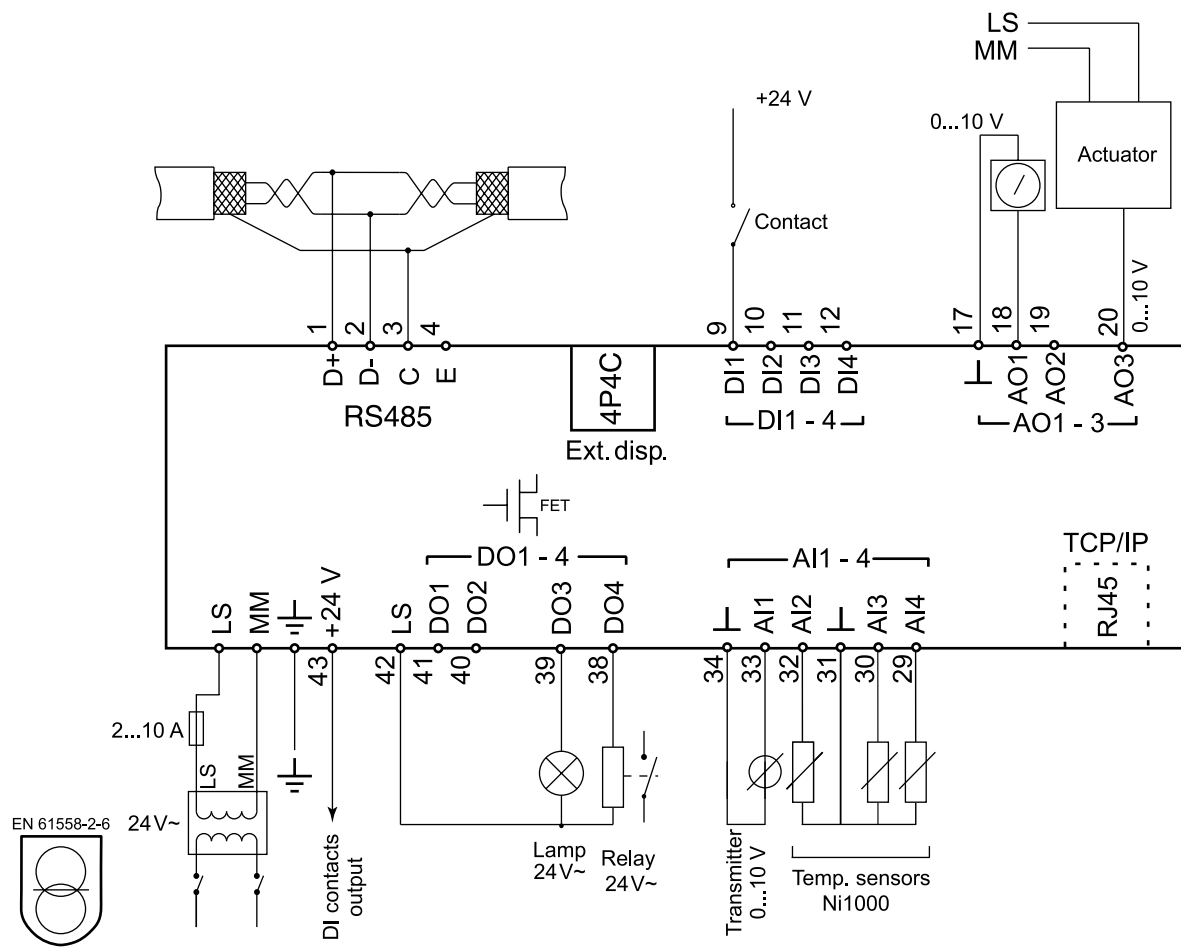 LS
MM
+24 V
0...10 V
Actuator
Contact
0...10 V
1 2 3 4
9 10 11 12
17 18 19 20
D+ D- C E
4P4C
DI1 DI2 DI3 DI4
AO1 AO2 AO3
RS485
DI1 - 4
AO1 - 3
Ext. disp.
FET
DO1 - 4
AI1 - 4
TCP/IP
RJ45
LS MM +24 V LS DO1 DO2 DO3 DO4
AI1 AI2 AI3 AI4
43 42 41 40 39 38
34 33 32 31 30 29
2...10 A
LS MM
EN 61558-2-6
24V~
DI contacts
output
Lamp
24V~
Relay
24V~
Transmitter
0...10 V
Temp. sensors
Ni1000